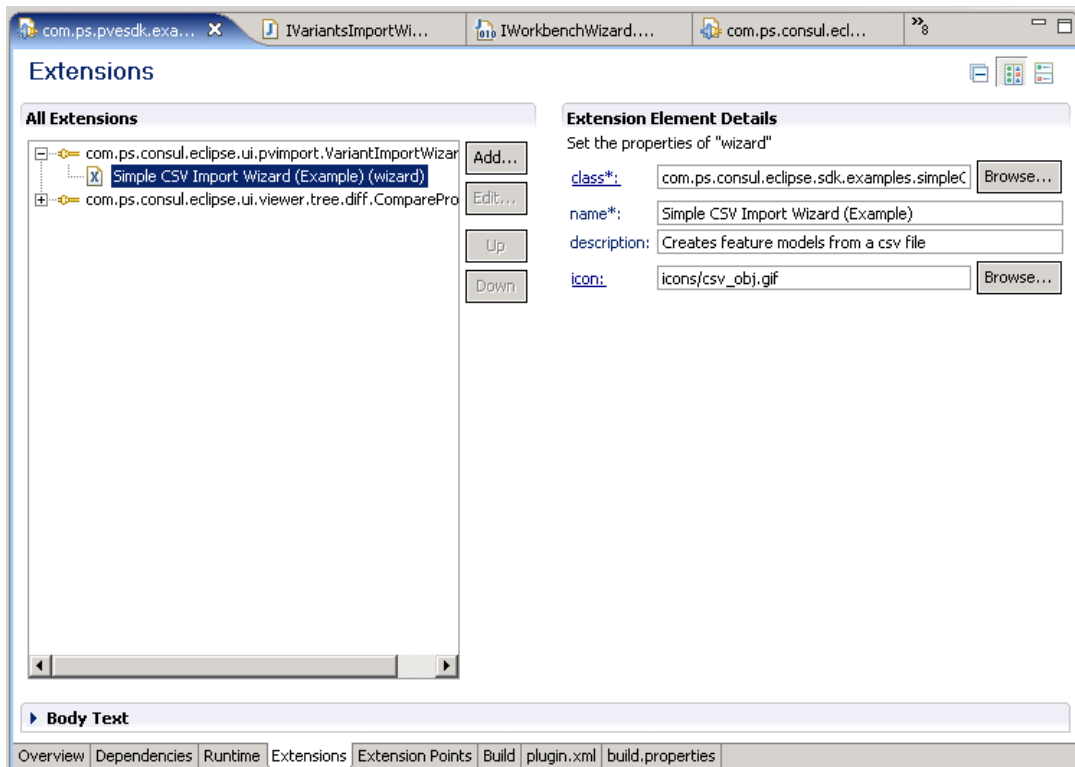 com.ps.pvesdk.exa... IVariantsImportWi... IWorkbenchWizard.... com.ps.consul.ecl... »8
Extensions
All Extensions
com.ps.consul.eclipse.ui.pvimport.VariantImportWizar
Simple CSV Import Wizard (Example) (wizard)
com.ps.consul.eclipse.ui.viewer.tree.diff.ComparePro
Add...
Edit...
Up
Down
Extension Element Details
Set the properties of "wizard"
class*: com.ps.consul.eclipse.sdk.examples.simpleC Browse...
name*: Simple CSV Import Wizard (Example)
description: Creates feature models from a csv file
icon: icons/csv_obj.gif Browse...
Body Text
Overview Dependencies Runtime Extensions Extension Points Build plugin.xml build.properties